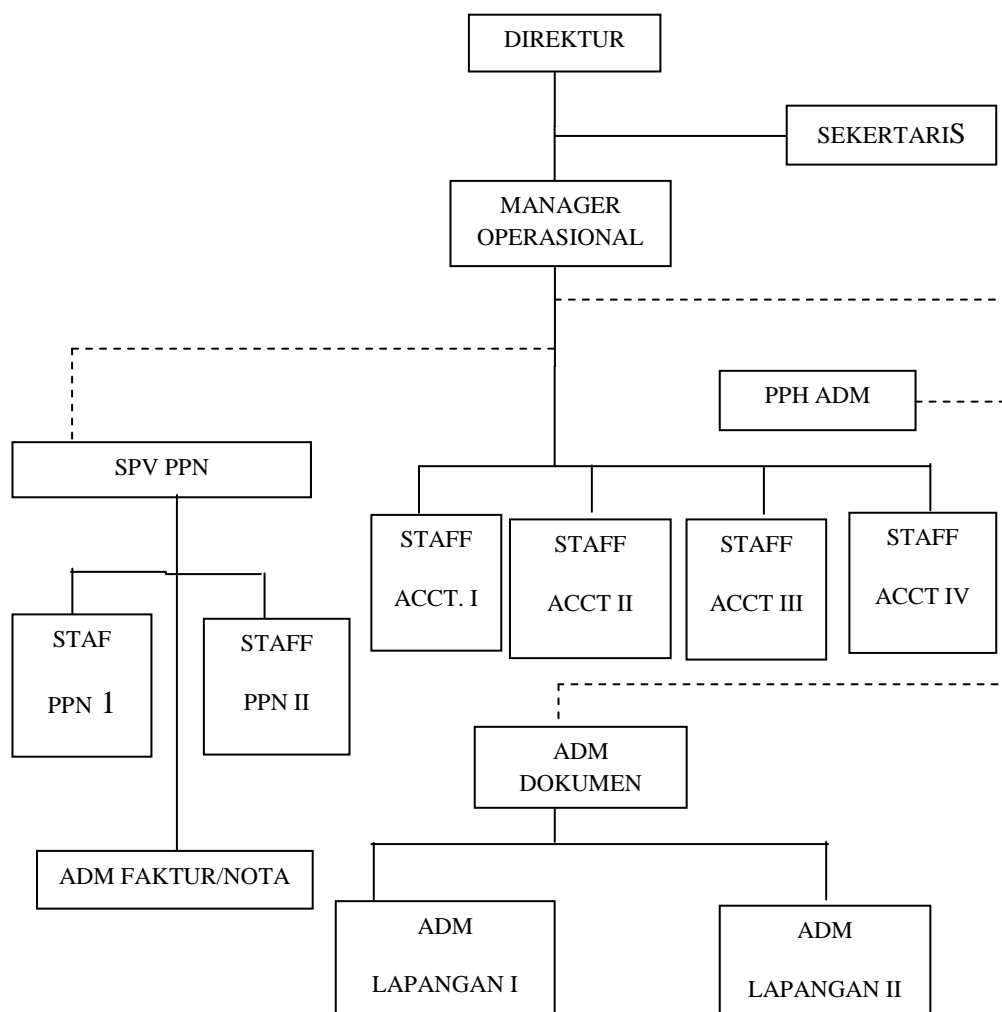 DIREKTUR
SEKERTARIS
MANAGER
OPERASIONAL
PPH ADM
SPV PPN
STAFF
ACCT. I
STAFF
ACCT II
STAFF
ACCT III
STAFF
ACCT IV
STAF
PPN 1
STAFF
PPN II
ADM
DOKUMEN
ADM FAKTUR/NOTA
ADM
LAPANGAN I
ADM
LAPANGAN II